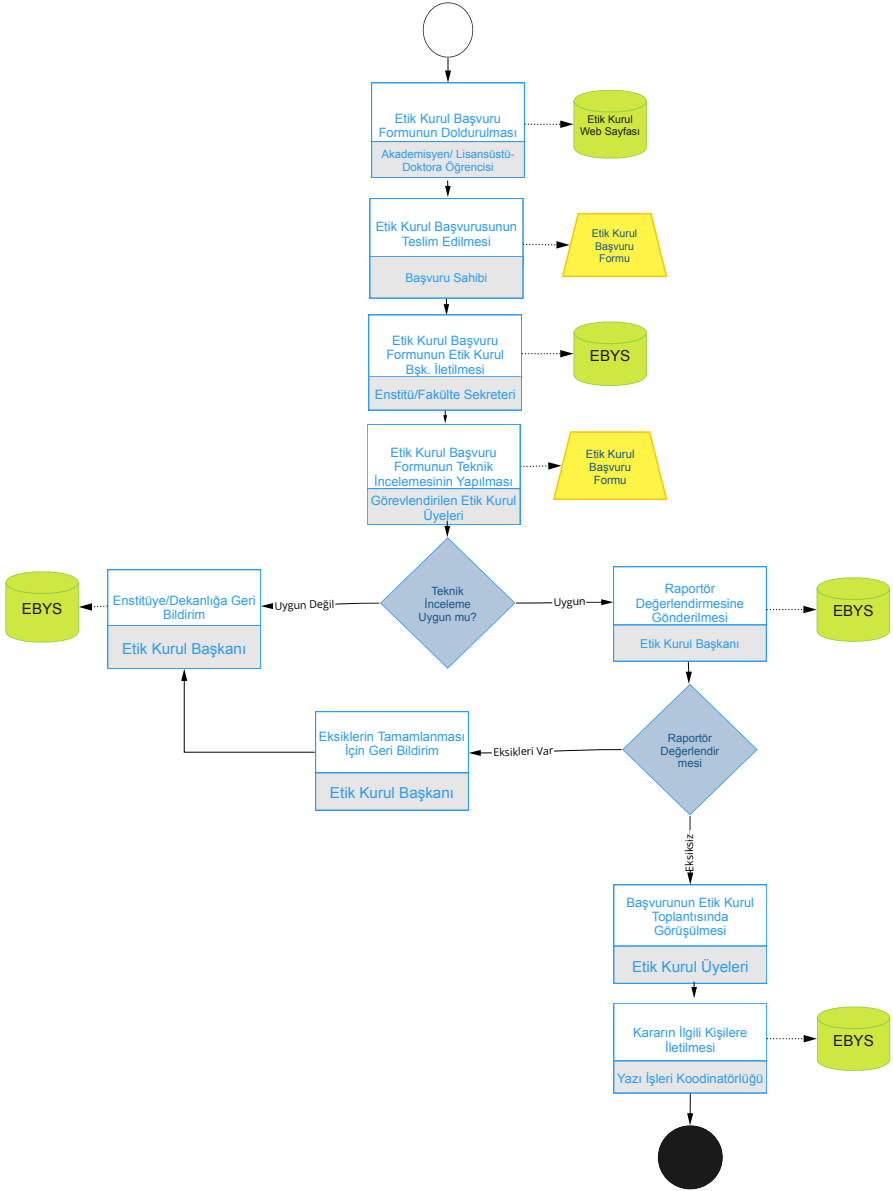 Etik Kurul Başvuru
Formunun Doldurulması
Akademisyen/ Lisansüstü-
Doktora Öğrencisi
Etik Kurul
Web Sayfası
Etik Kurul Başvurusunun
Teslim Edilmesi
Başvuru Sahibi
Etik Kurul
Başvuru
Formu
Etik Kurul Başvuru
Formunun Etik Kurul
Bşk. İletilmesi
Enstitü/Fakülte Sekreteri
EBYS
Etik Kurul Başvuru
Formunun Teknik
İncelemesinin Yapılması
Görevlendirilen Etik Kurul
Üyeleri
Etik Kurul
Başvuru
Formu
EBYS
Enstitüye/Dekanlığa Geri
Bildirim
Etik Kurul Başkanı
Uygun Değil
Teknik
İnceleme
Uygun mu?
Uygun
Raportör
Değerlendirmesine
Gönderilmesi
Etik Kurul Başkanı
EBYS
Eksiklerin Tamamlanması
İçin Geri Bildirim
Etik Kurul Başkanı
Eksikleri Var
Raportör
Değerlendir
mesi
Eksiksiz
Başvurunun Etik Kurul
Toplantısında
Görüşülmesi
Etik Kurul Üyeleri
Kararın İlgili Kişilere
İletilmesi
Yazı İşleri Koodinatörlüğü
EBYS